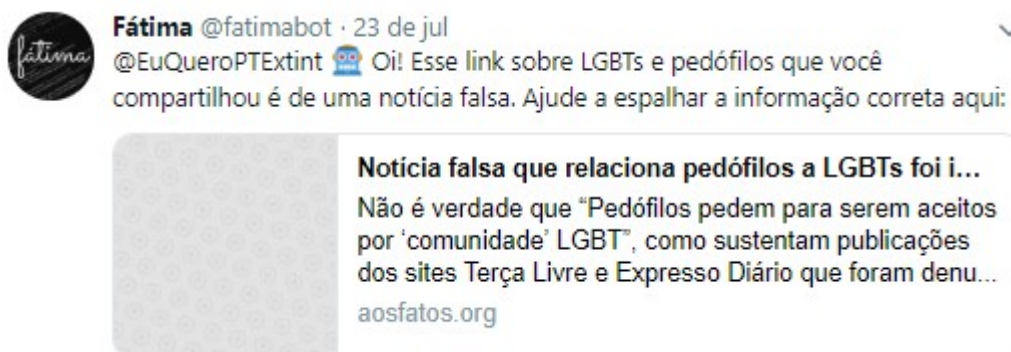 fátima
Fátima @fatimabot · 23 de jul
@EuQueroPTExtint 🤖 Oi! Esse link sobre LGBTs e pedófilos que você
compartilhou é de uma notícia falsa. Ajude a espalhar a informação correta aqui:
Notícia falsa que relaciona pedófilos a LGBTs foi i...
Não é verdade que “Pedófilos pedem para serem aceitos
por ‘comunidade’ LGBT”, como sustentam publicações
dos sites Terça Livre e Expresso Diário que foram denu...
aosfatos.org